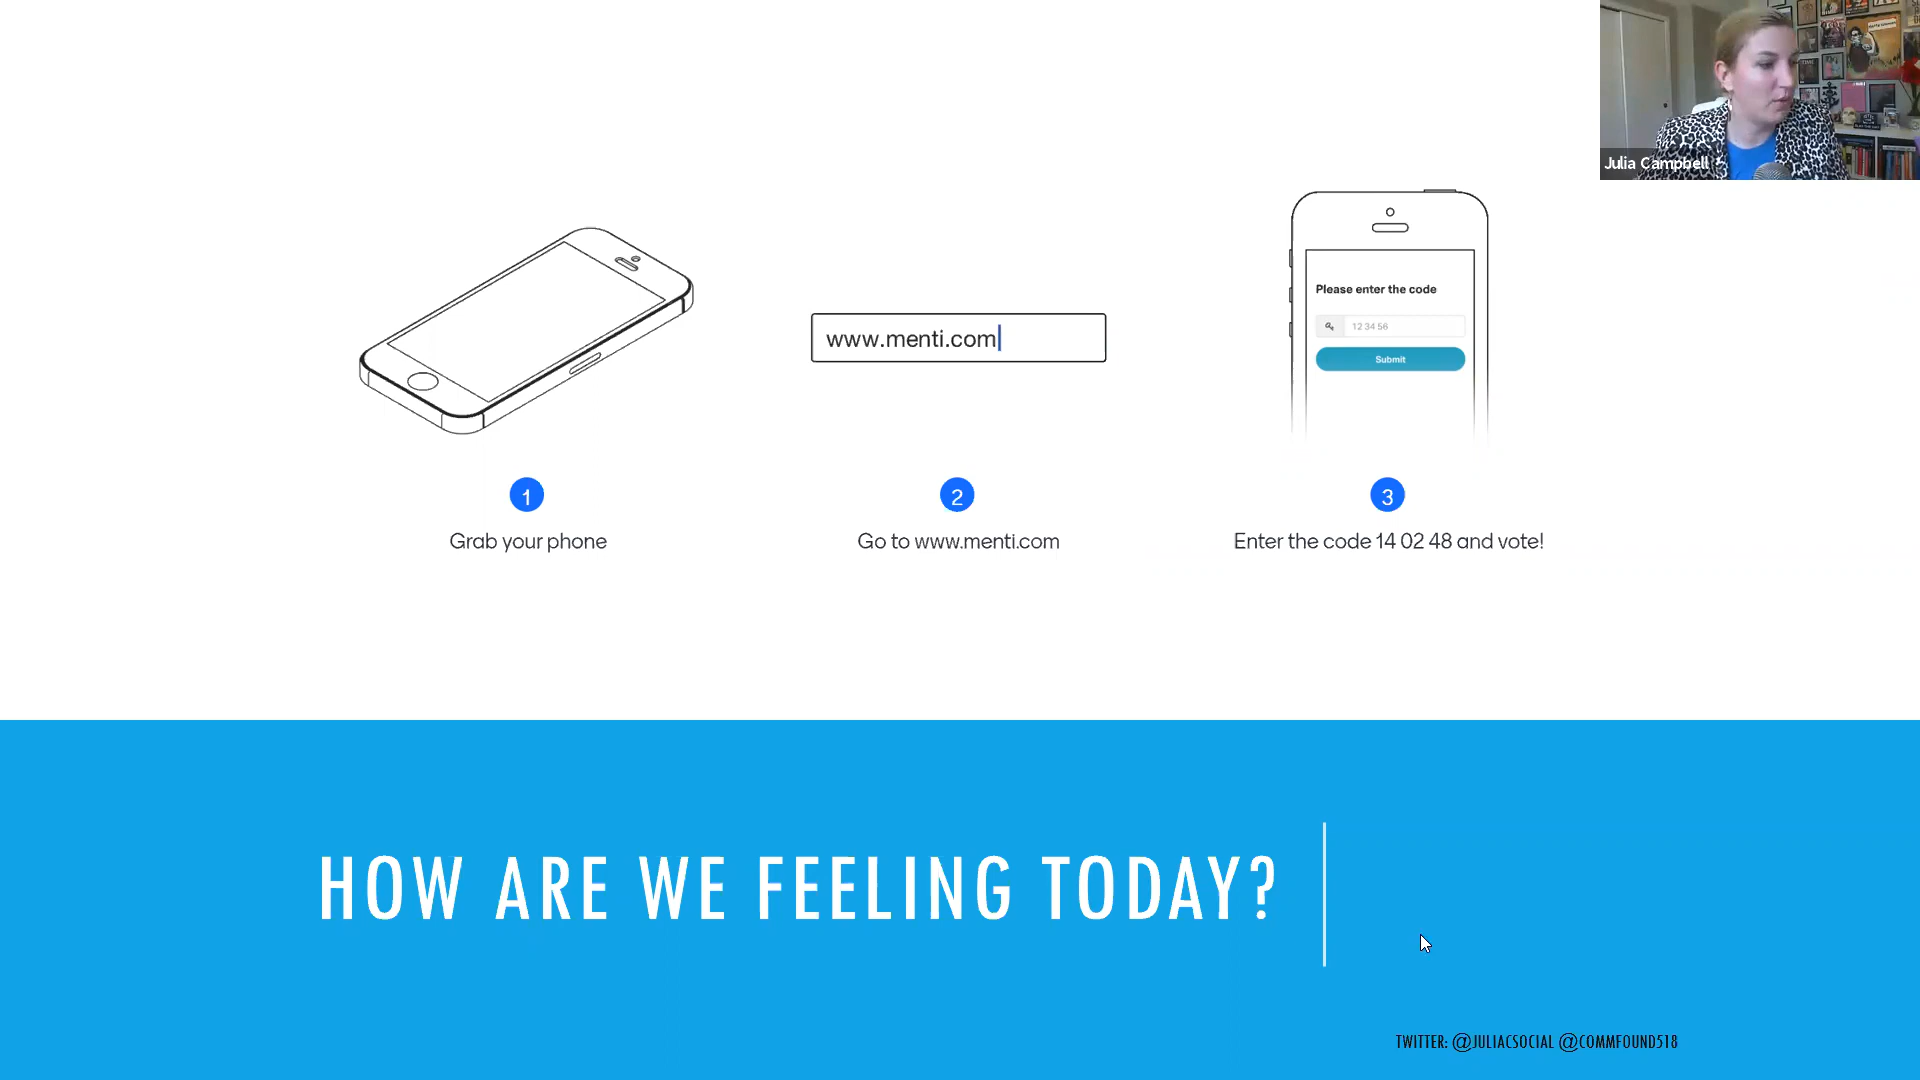 Julia Campbell
www.menti.com
Please enter the code
12 34 56
Submit
1
Grab your phone
2
Go to www.menti.com
3
Enter the code 14 02 48 and vote!
HOW ARE WE FEELING TODAY?
TWITTER: @JULIACSOCIAL @COMMFOUND518